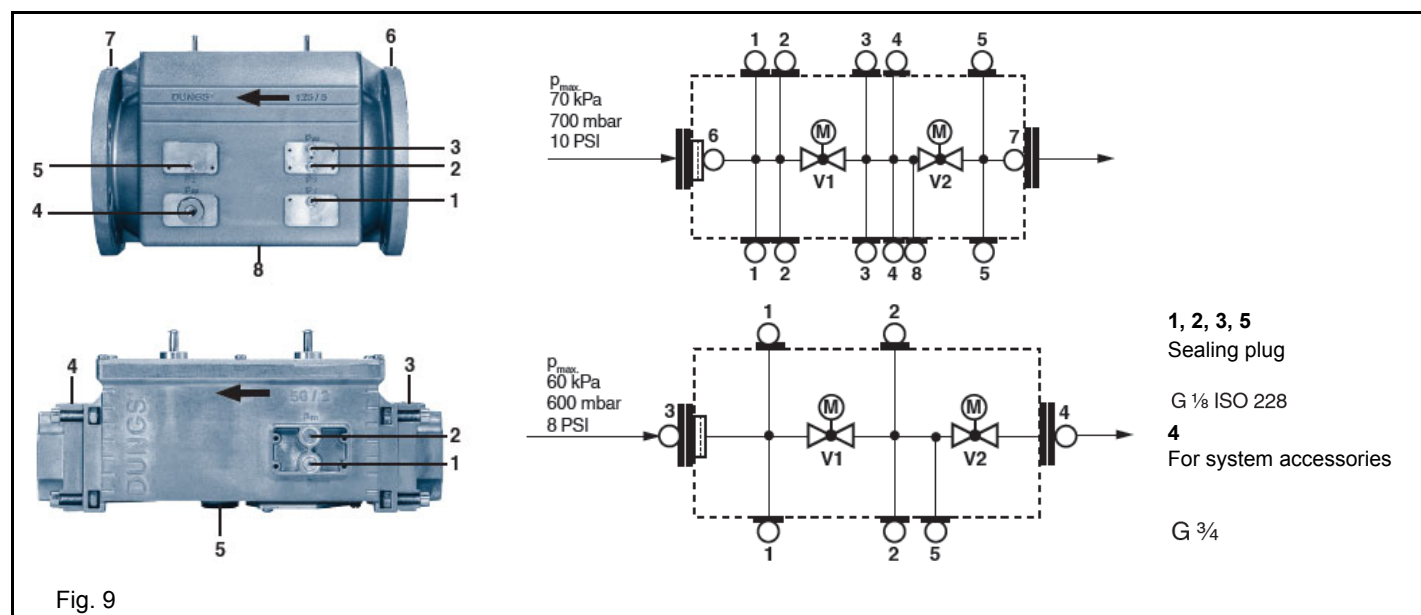 7
6
DUNGS
125 / 5
5
4
3
2
1
8
1 2 3 4 5
p max.
70 kPa
700 mbar
10 PSI
6
M
V1
M
V2
7
1 2 3 4 8 5
4
3
DUNGS
50 / 2
2
1
5
1 2
p max.
60 kPa
600 mbar
8 PSI
3
M
V1
M
V2
4
1 2 5
1, 2, 3, 5
Sealing plug
G ⅛ ISO 228
4
For system accessories
G ¾
Fig. 9